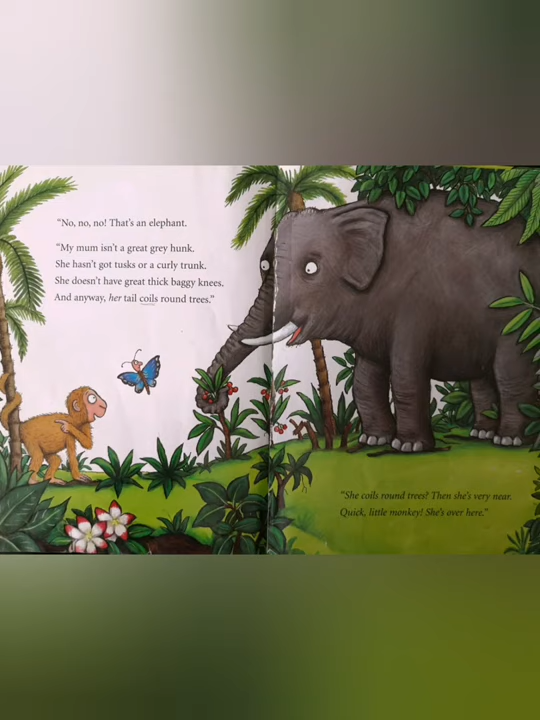 “No, no, no! That’s an elephant.
“My mum isn’t a great grey hunk.
She hasn’t got tusks or a curly trunk.
She doesn’t have great thick baggy knees.
And anyway, her tail coils round trees.”
“She coils round trees? Then she’s very near.
Quick, little monkey! She’s over here.”